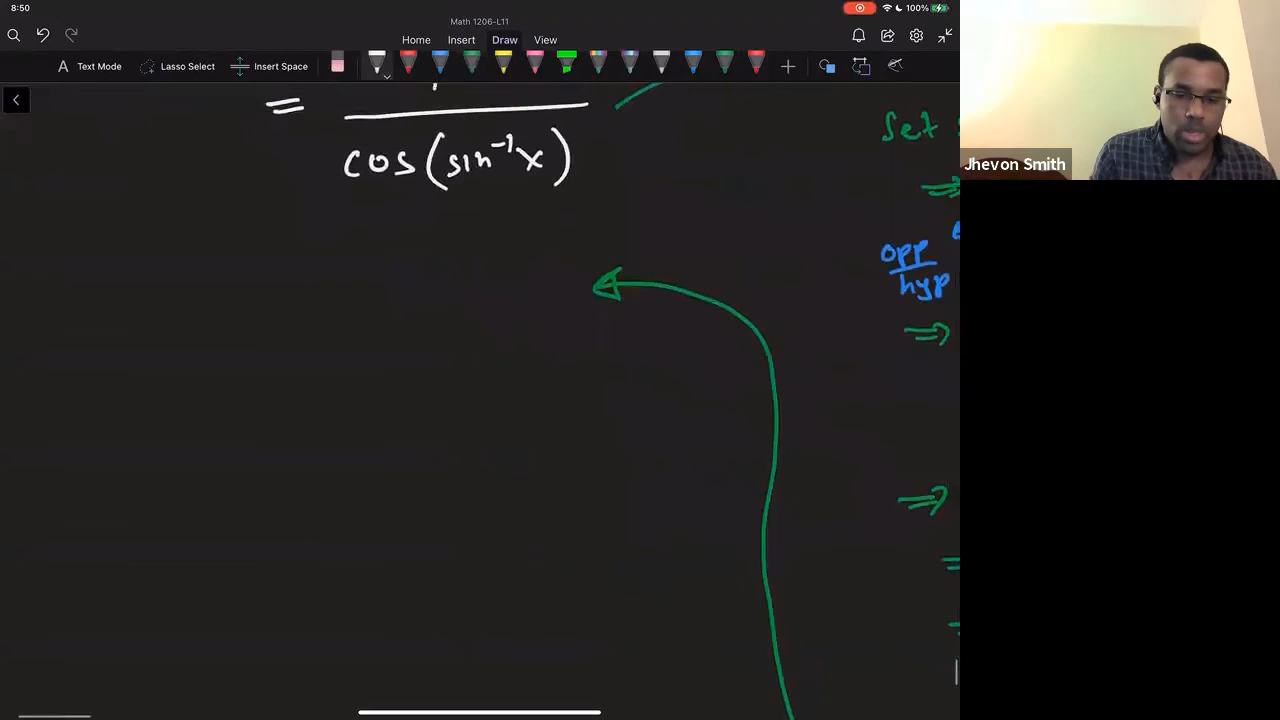 8:50
100%
Math 1206-L11
Home Insert Draw View
Text Mode Lasso Select Insert Space
=
cos(sin⁻¹x)
Set
⇒
opp
hyp
⇒
⇒
Jhevon Smith